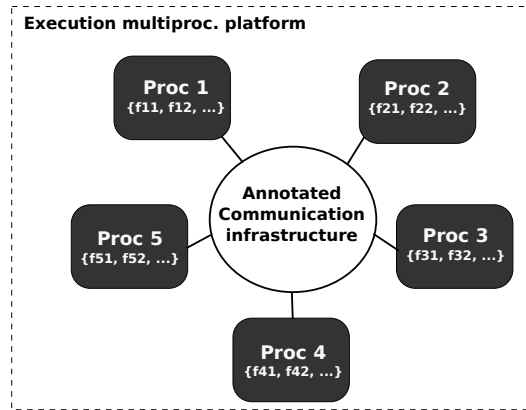 Execution multiproc. platform
Proc 1
{f11, f12, ...}
Proc 2
{f21, f22, ...}
Annotated
Communication
infrastructure
Proc 5
{f51, f52, ...}
Proc 3
{f31, f32, ...}
Proc 4
{f41, f42, ...}